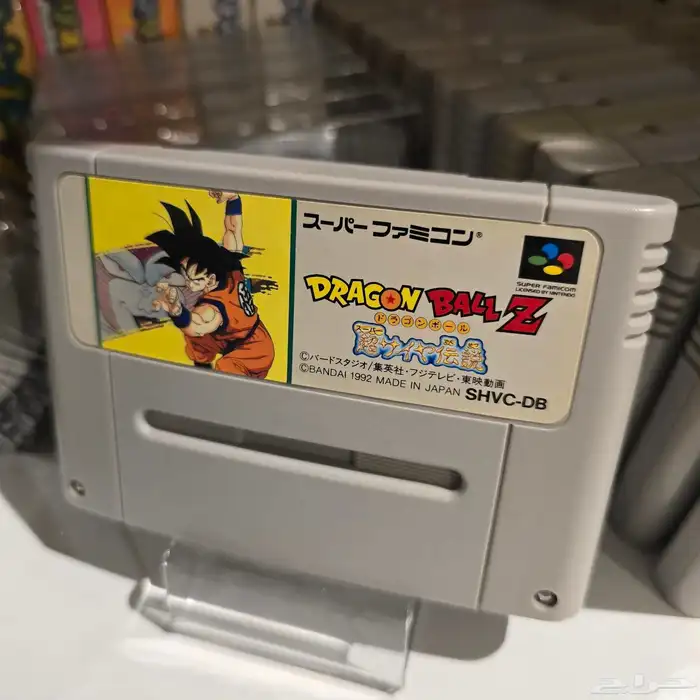 スーパーファミコン®
SUPER FAMICOM
LICENSED BY NINTENDO
DRAGON BALL Z
ドラゴンボール
スーパー
超サイヤ伝説
©バードスタジオ/集英社・フジテレビ・東映動画
©BANDAI 1992 MADE IN JAPAN SHVC-DB
حراج